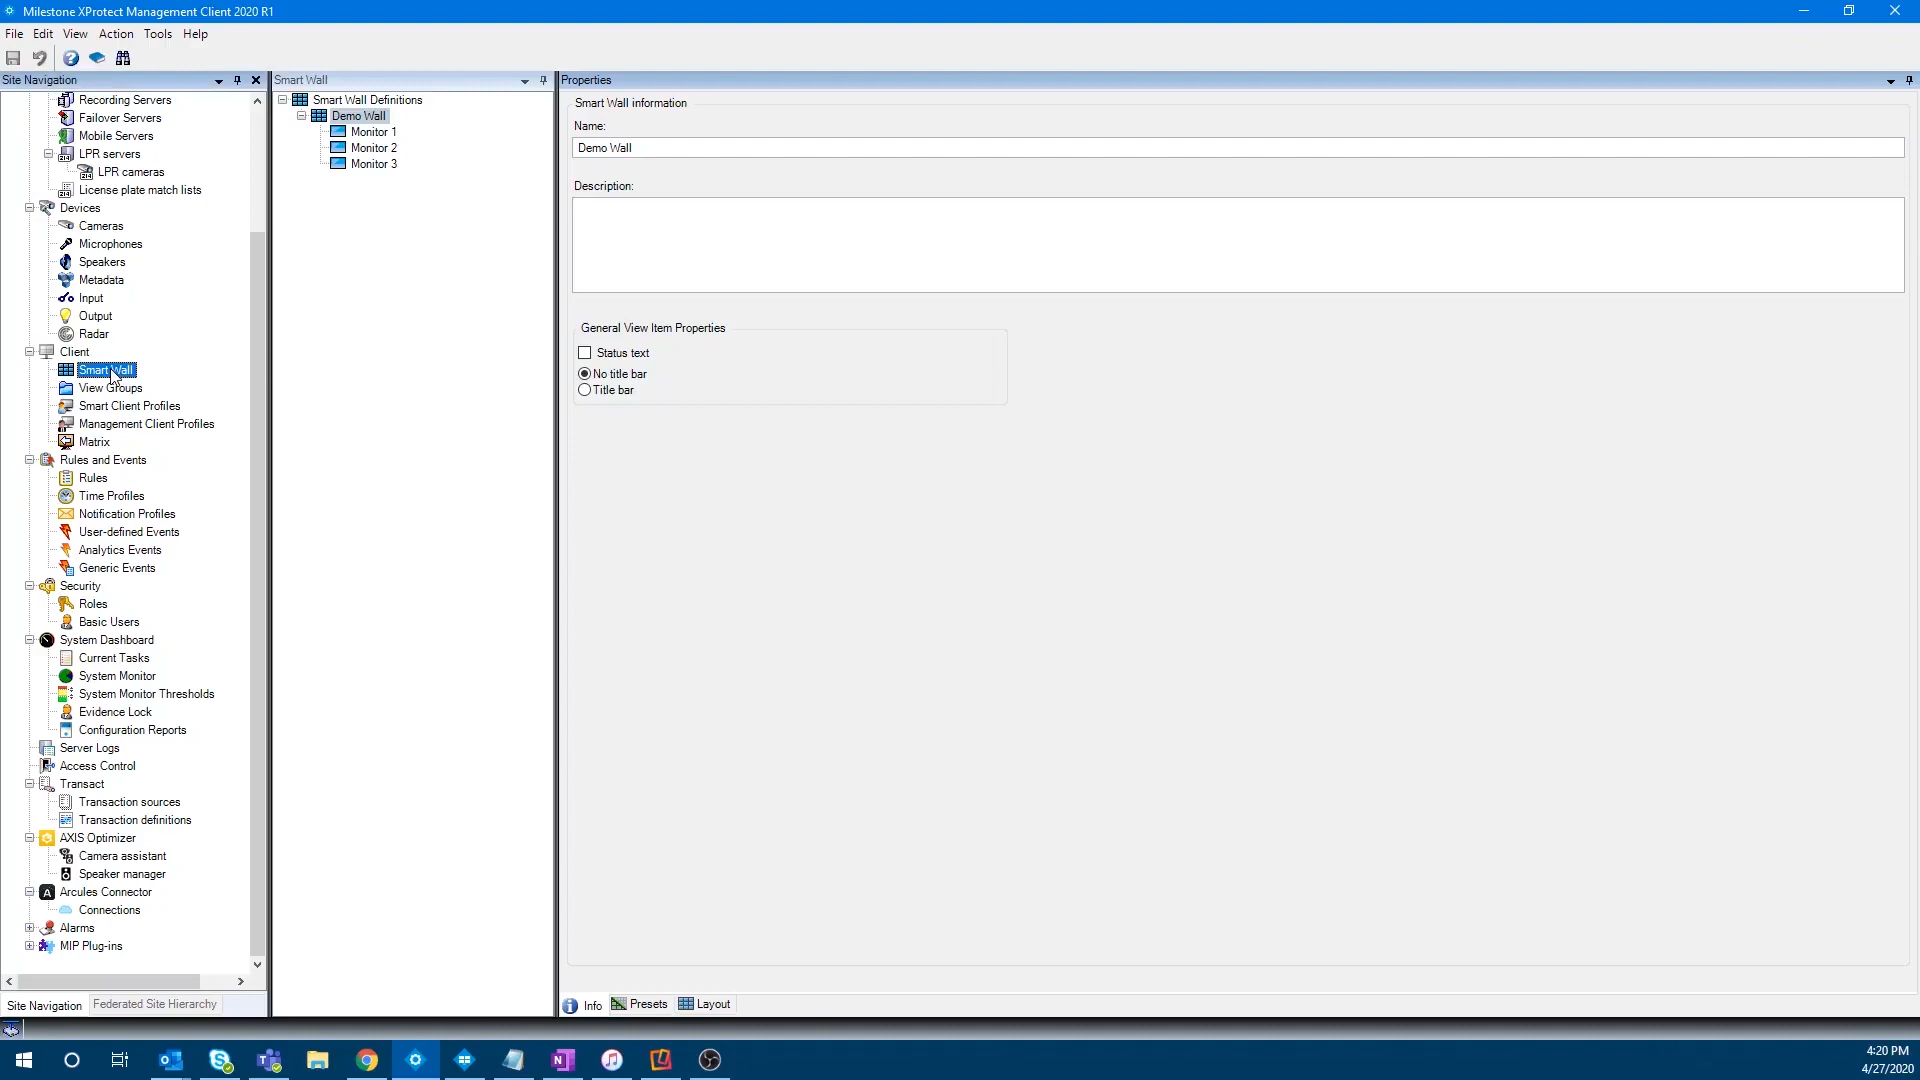 Milestone XProtect Management Client 2020 R1
File Edit View Action Tools Help
Site Navigation
Recording Servers
Failover Servers
Mobile Servers
LPR servers
LPR cameras
License plate match lists
Devices
Cameras
Microphones
Speakers
Metadata
Input
Output
Radar
Client
Smart Wall
View Groups
Smart Client Profiles
Management Client Profiles
Matrix
Rules and Events
Rules
Time Profiles
Notification Profiles
User-defined Events
Analytics Events
Generic Events
Security
Roles
Basic Users
System Dashboard
Current Tasks
System Monitor
System Monitor Thresholds
Evidence Lock
Configuration Reports
Server Logs
Access Control
Transact
Transaction sources
Transaction definitions
AXIS Optimizer
Camera assistant
Speaker manager
Arcules Connector
Connections
Alarms
MIP Plug-ins
Site Navigation Federated Site Hierarchy
Smart Wall
Smart Wall Definitions
Demo Wall
Monitor 1
Monitor 2
Monitor 3
Properties
Smart Wall information
Name:
Demo Wall
Description:
General View Item Properties
Status text
No title bar
Title bar
Info Presets Layout
4:20 PM
4/27/2020